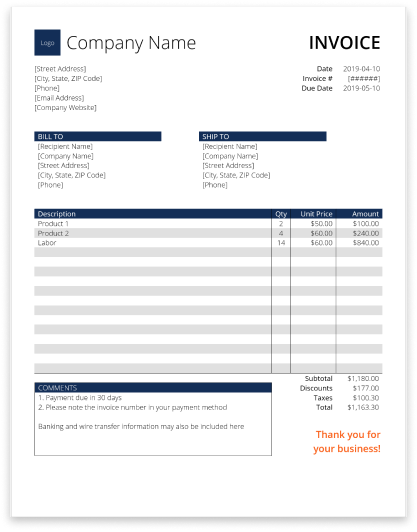 Logo Company Name INVOICE
[Street Address] Date 2019-04-10
[City, State, ZIP Code] Invoice # [######]
[Phone] Due Date 2019-05-10
[Email Address]
[Company Website]
BILL TO SHIP TO
[Recipient Name] [Recipient Name]
[Company Name] [Company Name]
[Street Address] [Street Address]
[City, State, ZIP Code] [City, State, ZIP Code]
[Phone] [Phone]
Description Qty Unit Price Amount
Product 1 2 $50.00 $100.00
Product 2 4 $60.00 $240.00
Labor 14 $60.00 $840.00
Subtotal $1,180.00
COMMENTS Discounts $177.00
1. Payment due in 30 days Taxes $100.30
2. Please note the invoice number in your payment method Total $1,163.30
Banking and wire transfer information may also be included here
Thank you for
your business!